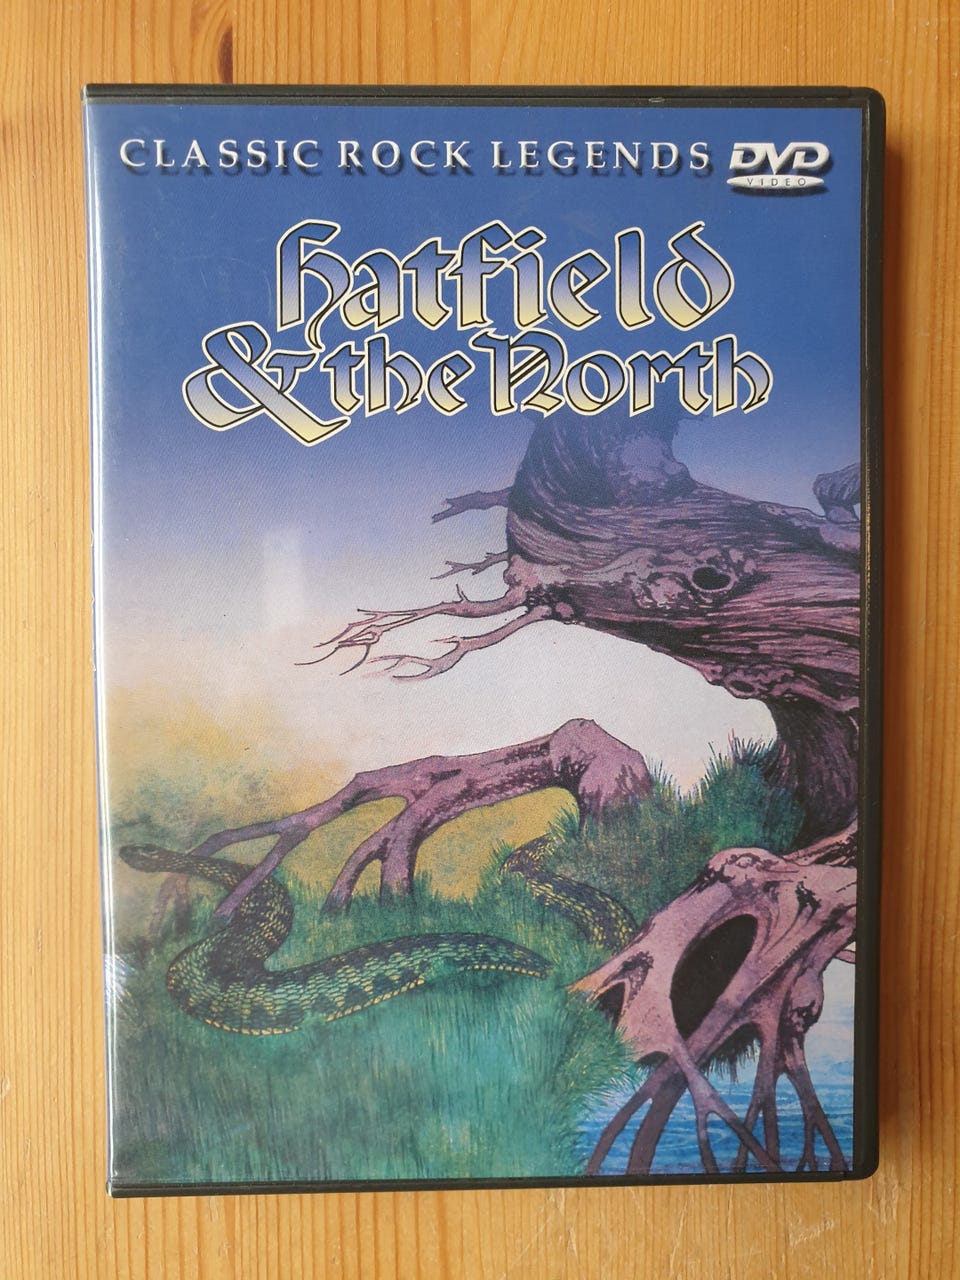 CLASSIC ROCK LEGENDS DVD
VIDEO
hatfield
& the North